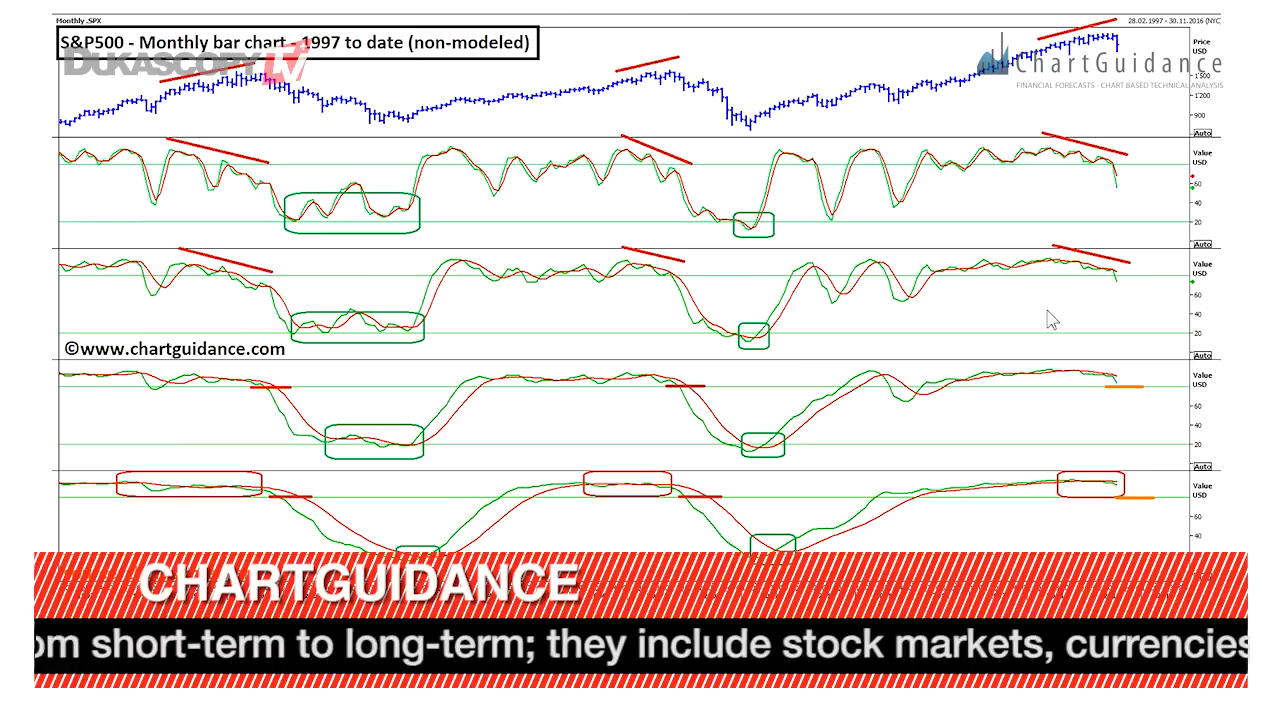 Monthly .SPX
28.02.1997 - 30.11.2016 (NYC)
S&P500 - Monthly bar chart - 1997 to date (non-modeled)
DUKASCOPY TV
ChartGuidance
FINANCIAL FORECASTS - CHART BASED TECHNICAL ANALYSIS
Price
USD
1'500
1'200
900
Auto
Value
USD
60
40
20
Auto
Value
USD
60
40
20
Auto
©www.chartguidance.com
Value
USD
60
40
20
Auto
Value
USD
60
40
CHARTGUIDANCE
om short-term to long-term; they include stock markets, currencies